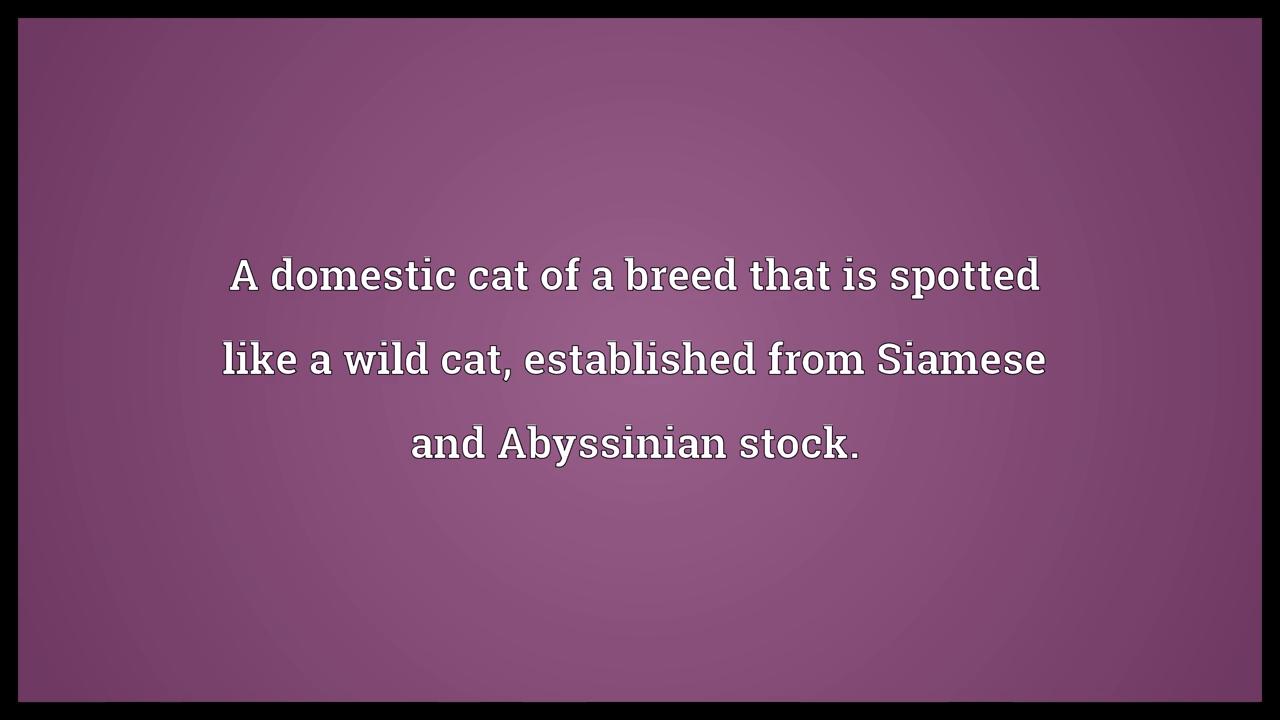 A domestic cat of a breed that is spotted
like a wild cat, established from Siamese
and Abyssinian stock.